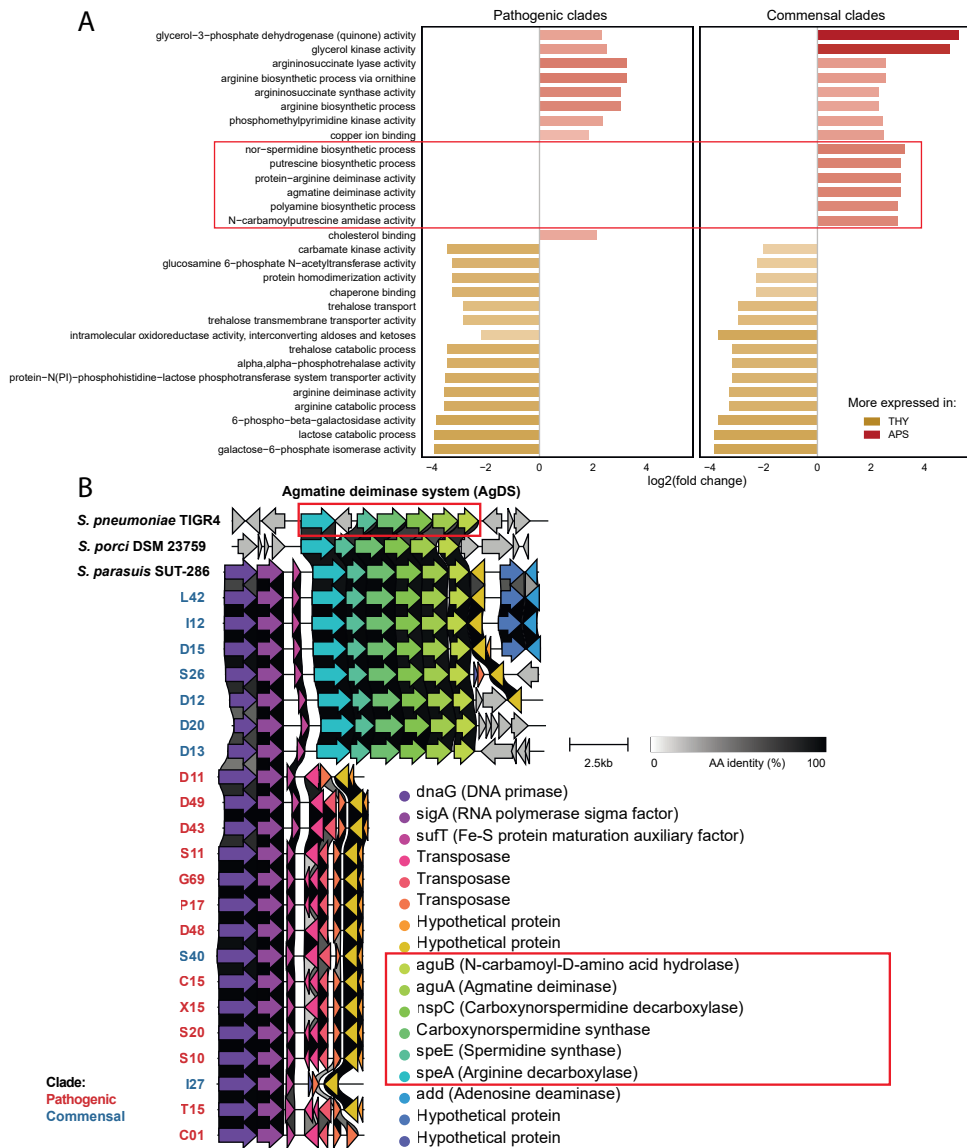 A
Pathogenic clades
Commensal clades
glycerol−3−phosphate dehydrogenase (quinone) activity
glycerol kinase activity
argininosuccinate lyase activity
arginine biosynthetic process via ornithine
argininosuccinate synthase activity
arginine biosynthetic process
phosphomethylpyrimidine kinase activity
copper ion binding
nor−spermidine biosynthetic process
putrescine biosynthetic process
protein−arginine deiminase activity
agmatine deiminase activity
polyamine biosynthetic process
N−carbamoylputrescine amidase activity
cholesterol binding
carbamate kinase activity
glucosamine 6−phosphate N−acetyltransferase activity
protein homodimerization activity
chaperone binding
trehalose transport
trehalose transmembrane transporter activity
intramolecular oxidoreductase activity, interconverting aldoses and ketoses
trehalose catabolic process
alpha,alpha−phosphotrehalase activity
protein−N(PI)−phosphohistidine−lactose phosphotransferase system transporter activity
arginine deiminase activity
arginine catabolic process
6−phospho−beta−galactosidase activity
lactose catabolic process
galactose−6−phosphate isomerase activity
More expressed in:
THY
APS
−4 −2 0 2 4
−4 −2 0 2 4
log2(fold change)
B
Agmatine deiminase system (AgDS)
S. pneumoniae TIGR4
S. porci DSM 23759
S. parasuis SUT-286
L42
I12
D15
S26
D12
D20
D13
D11
D49
D43
S11
G69
P17
D48
S40
C15
X15
S20
S10
I27
T15
C01
2.5kb
0 AA identity (%) 100
dnaG (DNA primase)
sigA (RNA polymerase sigma factor)
sufT (Fe-S protein maturation auxiliary factor)
Transposase
Transposase
Transposase
Hypothetical protein
Hypothetical protein
aguB (N-carbamoyl-D-amino acid hydrolase)
aguA (Agmatine deiminase)
nspC (Carboxynorspermidine decarboxylase)
Carboxynorspermidine synthase
speE (Spermidine synthase)
speA (Arginine decarboxylase)
add (Adenosine deaminase)
Hypothetical protein
Hypothetical protein
Clade:
Pathogenic
Commensal